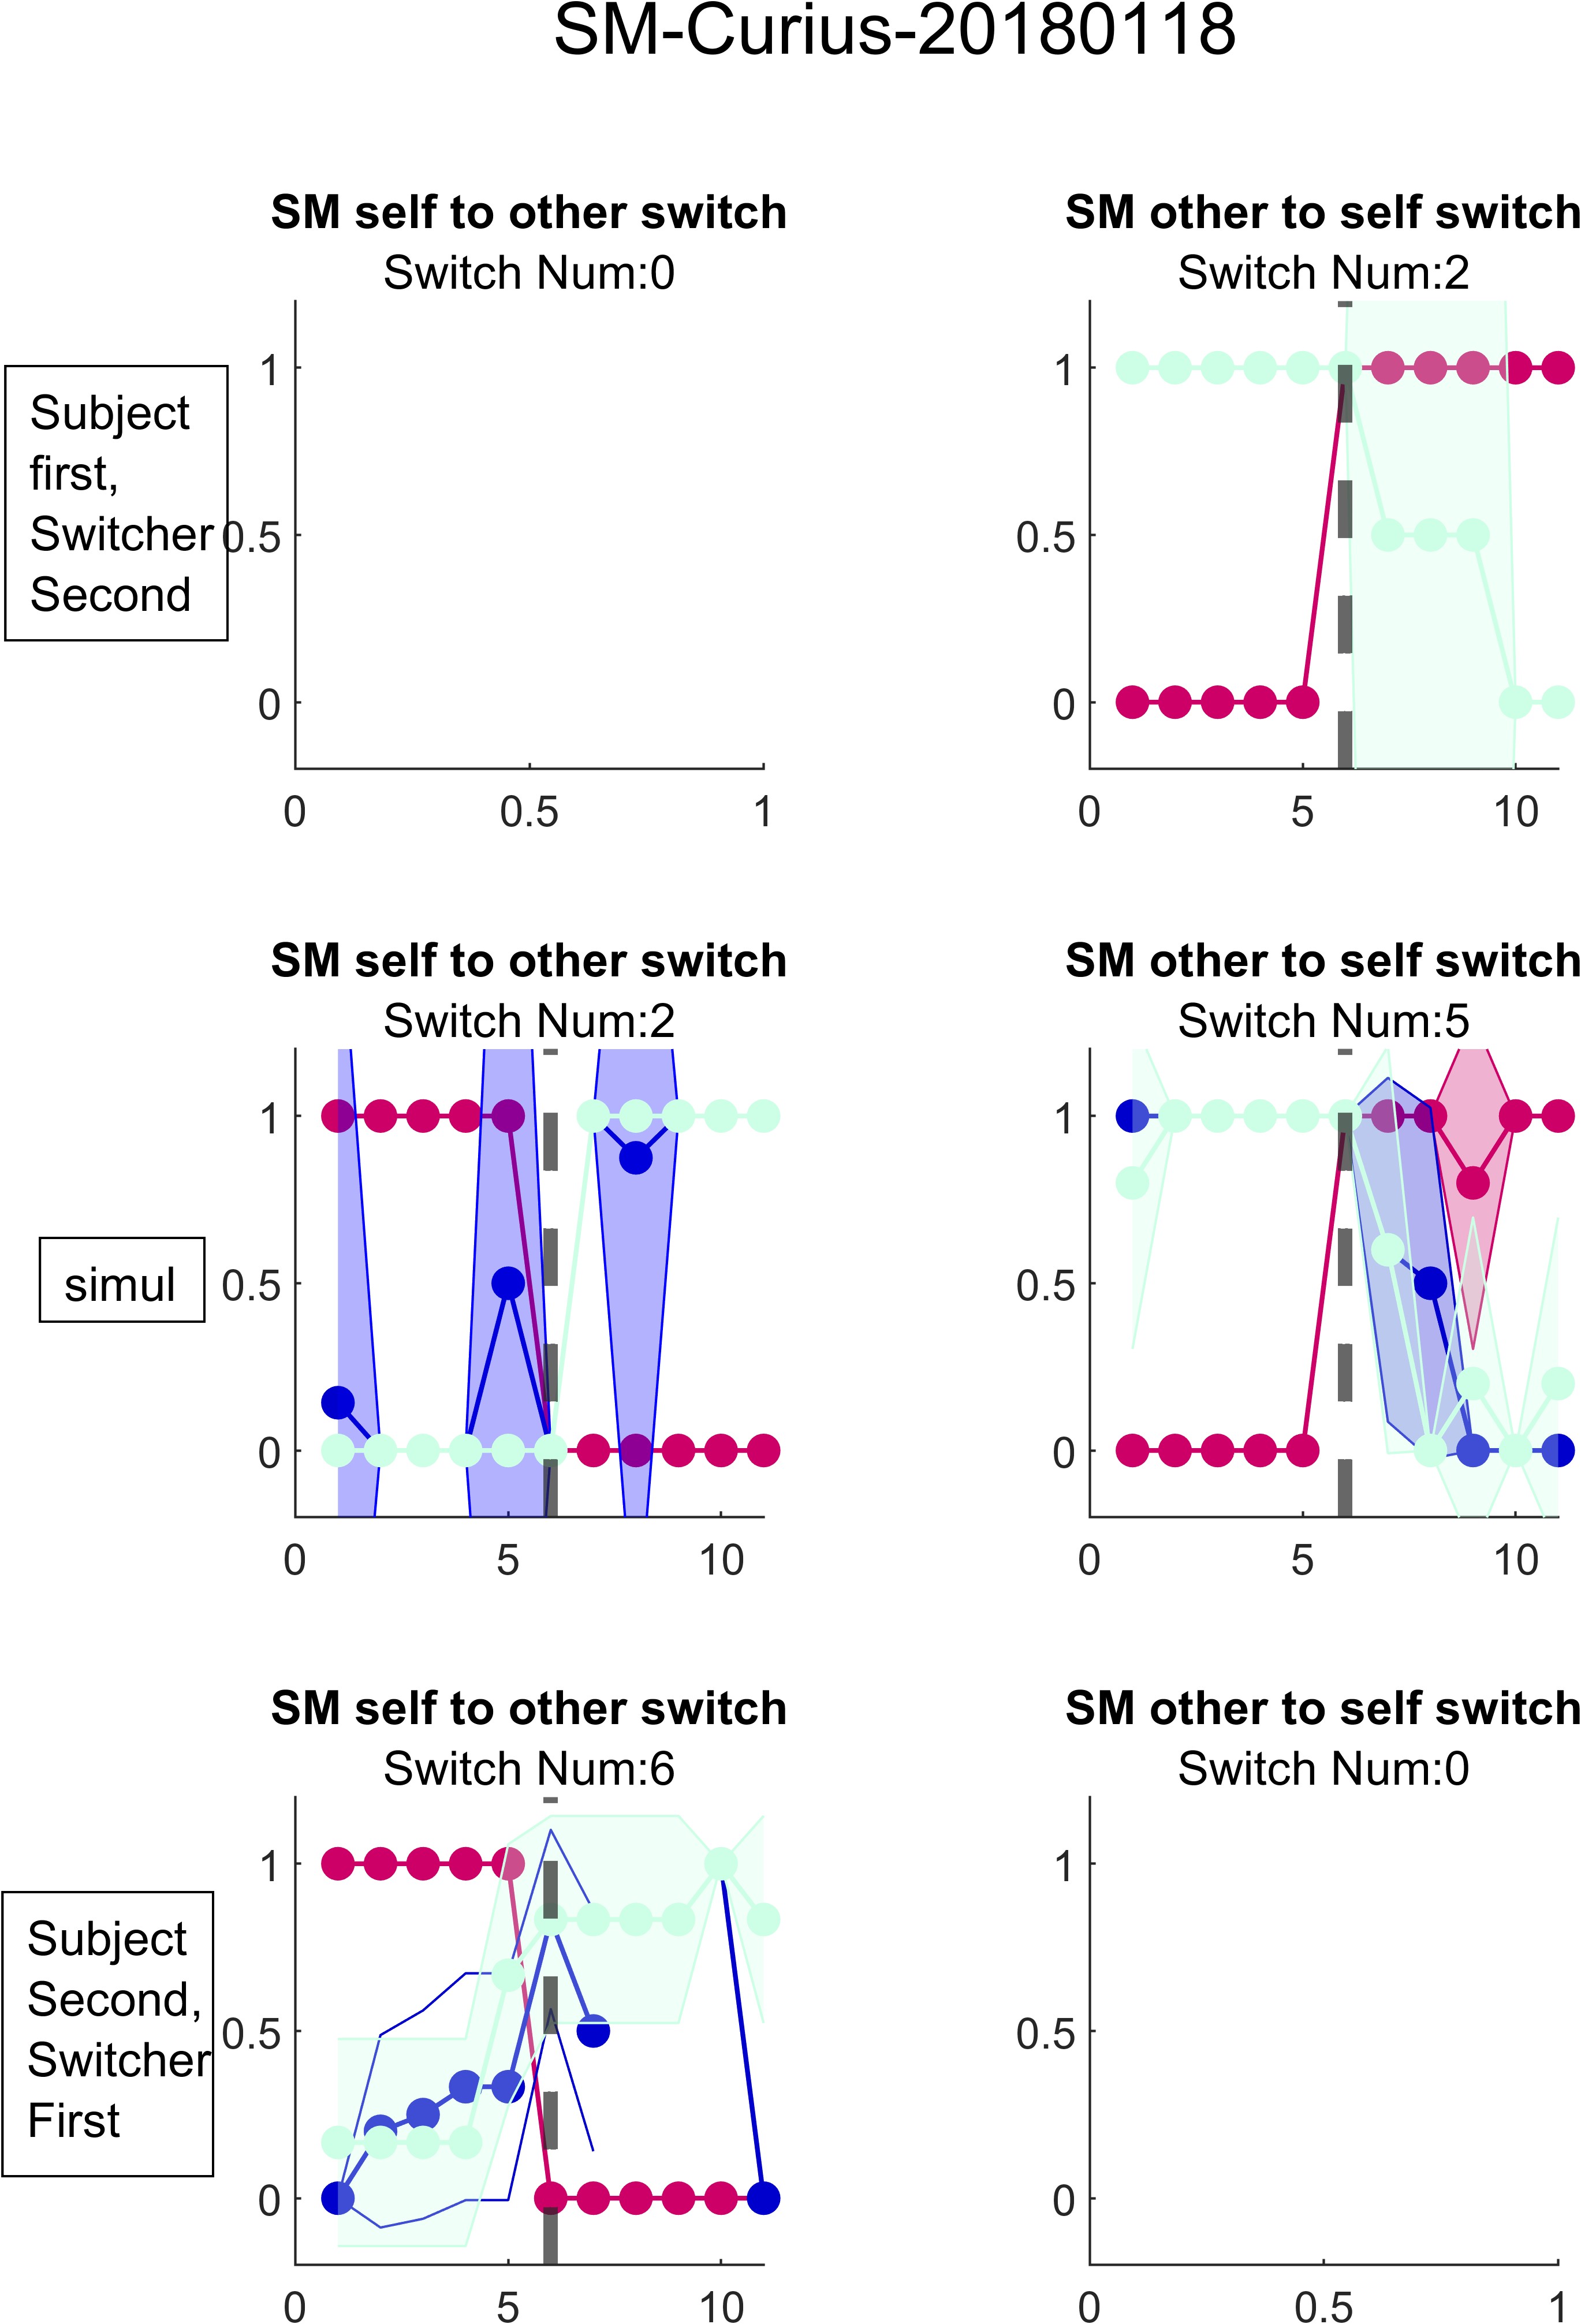 SM-Curius-20180118
SM self to other switch
Switch Num:0
SM other to self switch
Switch Num:2
Subject
first,
Switcher
Second
1
0.5
0
0
0.5
1
1
0.5
0
0
5
10
SM self to other switch
Switch Num:2
SM other to self switch
Switch Num:5
simul
1
0.5
0
0
5
10
1
0.5
0
0
5
10
SM self to other switch
Switch Num:6
SM other to self switch
Switch Num:0
Subject
Second,
Switcher
First
1
0.5
0
0
5
10
1
0.5
0
0
0.5
1